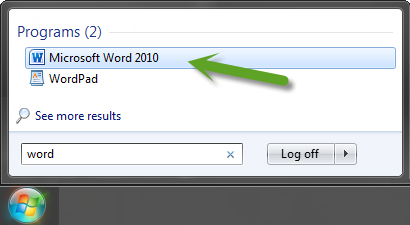 Programs (2)
Microsoft Word 2010
WordPad
See more results
word
Log off